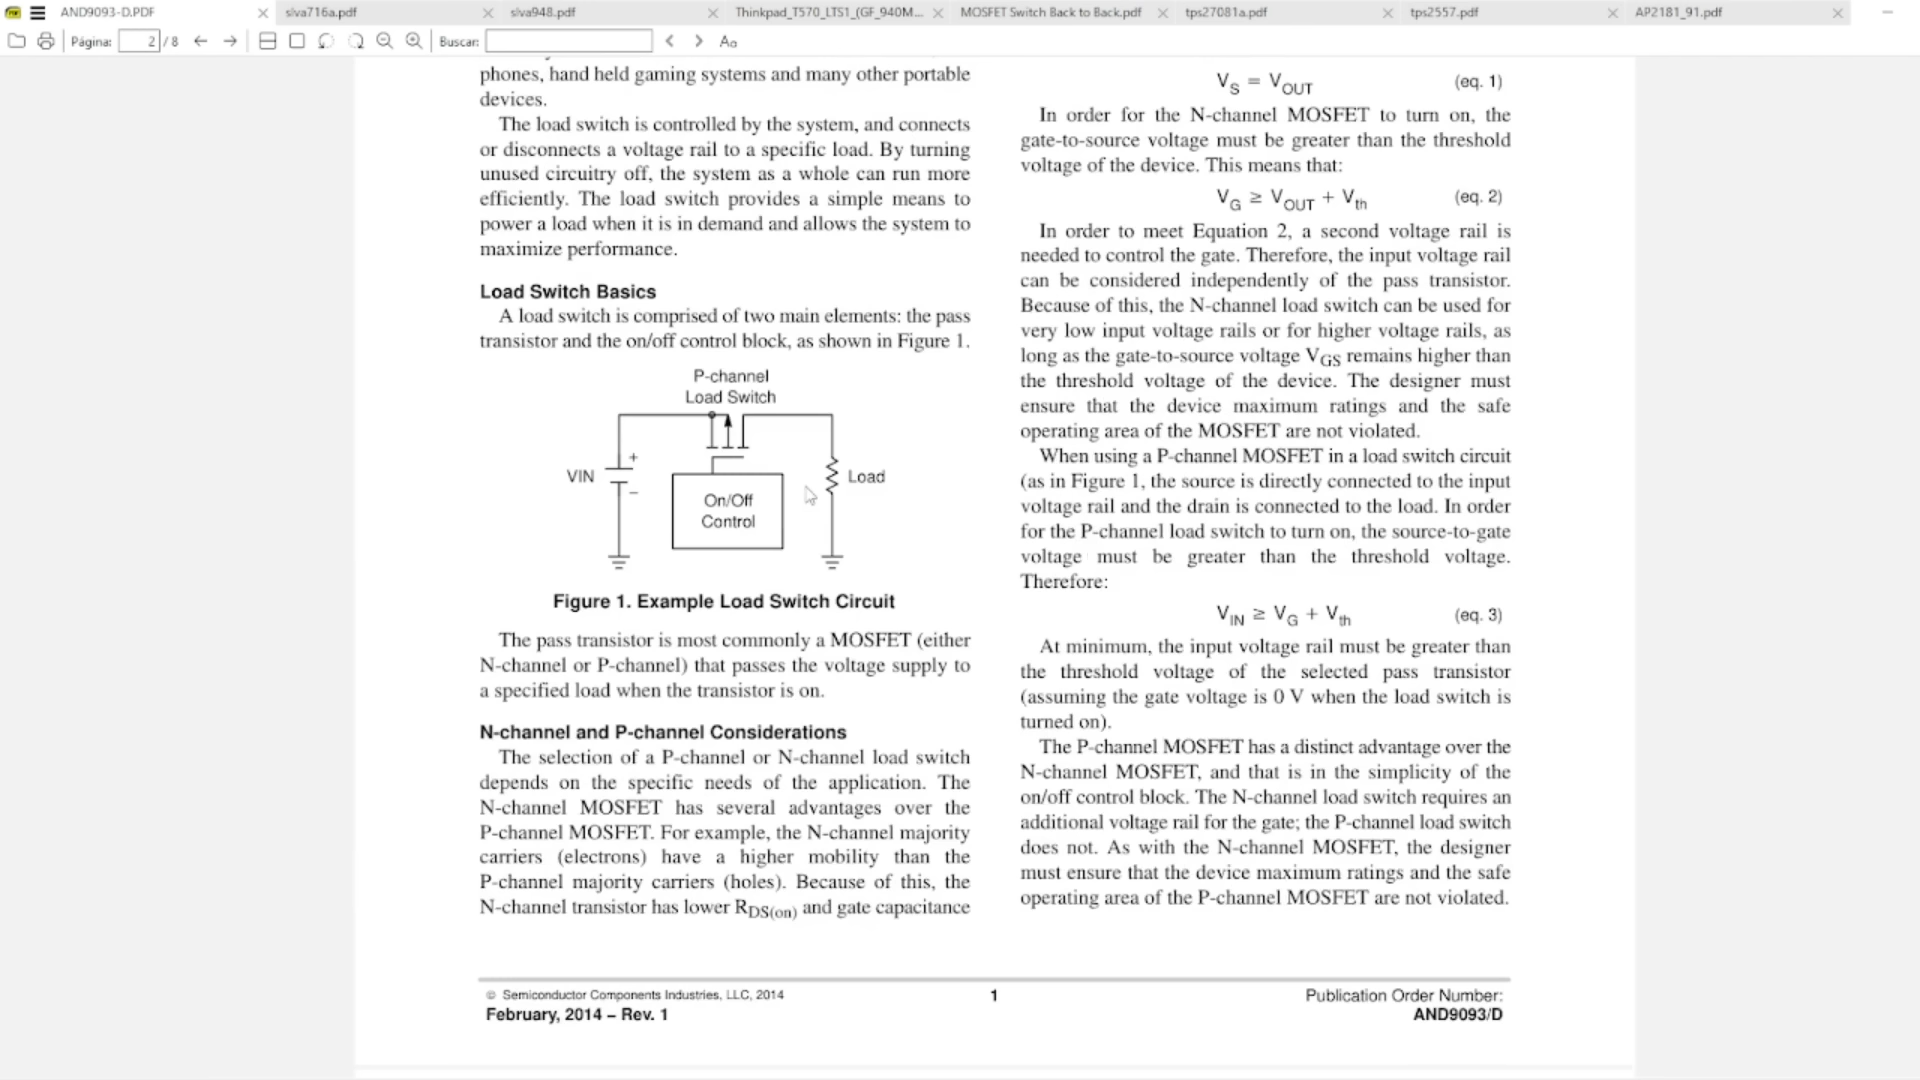 AND9093-D.PDF
slva716a.pdf
slva948.pdf
Thinkpad_T570_LTS1_(GF_940M...
MOSFET Switch Back to Back.pdf
tps27081a.pdf
tps2557.pdf
AP2181_91.pdf
Página: 2 / 8
Buscar:
Aa
phones, hand held gaming systems and many other portable
devices.
The load switch is controlled by the system, and connects
or disconnects a voltage rail to a specific load. By turning
unused circuitry off, the system as a whole can run more
efficiently. The load switch provides a simple means to
power a load when it is in demand and allows the system to
maximize performance.
Load Switch Basics
A load switch is comprised of two main elements: the pass
transistor and the on/off control block, as shown in Figure 1.
P-channel
Load Switch
VIN
+
−
On/Off
Control
Load
Figure 1. Example Load Switch Circuit
The pass transistor is most commonly a MOSFET (either
N-channel or P-channel) that passes the voltage supply to
a specified load when the transistor is on.
N-channel and P-channel Considerations
The selection of a P-channel or N-channel load switch
depends on the specific needs of the application. The
N-channel MOSFET has several advantages over the
P-channel MOSFET. For example, the N-channel majority
carriers (electrons) have a higher mobility than the
P-channel majority carriers (holes). Because of this, the
N-channel transistor has lower RDS(on) and gate capacitance
VS = VOUT (eq. 1)
In order for the N-channel MOSFET to turn on, the
gate-to-source voltage must be greater than the threshold
voltage of the device. This means that:
VG ≥ VOUT + Vth (eq. 2)
In order to meet Equation 2, a second voltage rail is
needed to control the gate. Therefore, the input voltage rail
can be considered independently of the pass transistor.
Because of this, the N-channel load switch can be used for
very low input voltage rails or for higher voltage rails, as
long as the gate-to-source voltage VGS remains higher than
the threshold voltage of the device. The designer must
ensure that the device maximum ratings and the safe
operating area of the MOSFET are not violated.
When using a P-channel MOSFET in a load switch circuit
(as in Figure 1, the source is directly connected to the input
voltage rail and the drain is connected to the load. In order
for the P-channel load switch to turn on, the source-to-gate
voltage must be greater than the threshold voltage.
Therefore:
VIN ≥ VG + Vth (eq. 3)
At minimum, the input voltage rail must be greater than
the threshold voltage of the selected pass transistor
(assuming the gate voltage is 0 V when the load switch is
turned on).
The P-channel MOSFET has a distinct advantage over the
N-channel MOSFET, and that is in the simplicity of the
on/off control block. The N-channel load switch requires an
additional voltage rail for the gate; the P-channel load switch
does not. As with the N-channel MOSFET, the designer
must ensure that the device maximum ratings and the safe
operating area of the P-channel MOSFET are not violated.
© Semiconductor Components Industries, LLC, 2014
February, 2014 − Rev. 1
1
Publication Order Number:
AND9093/D